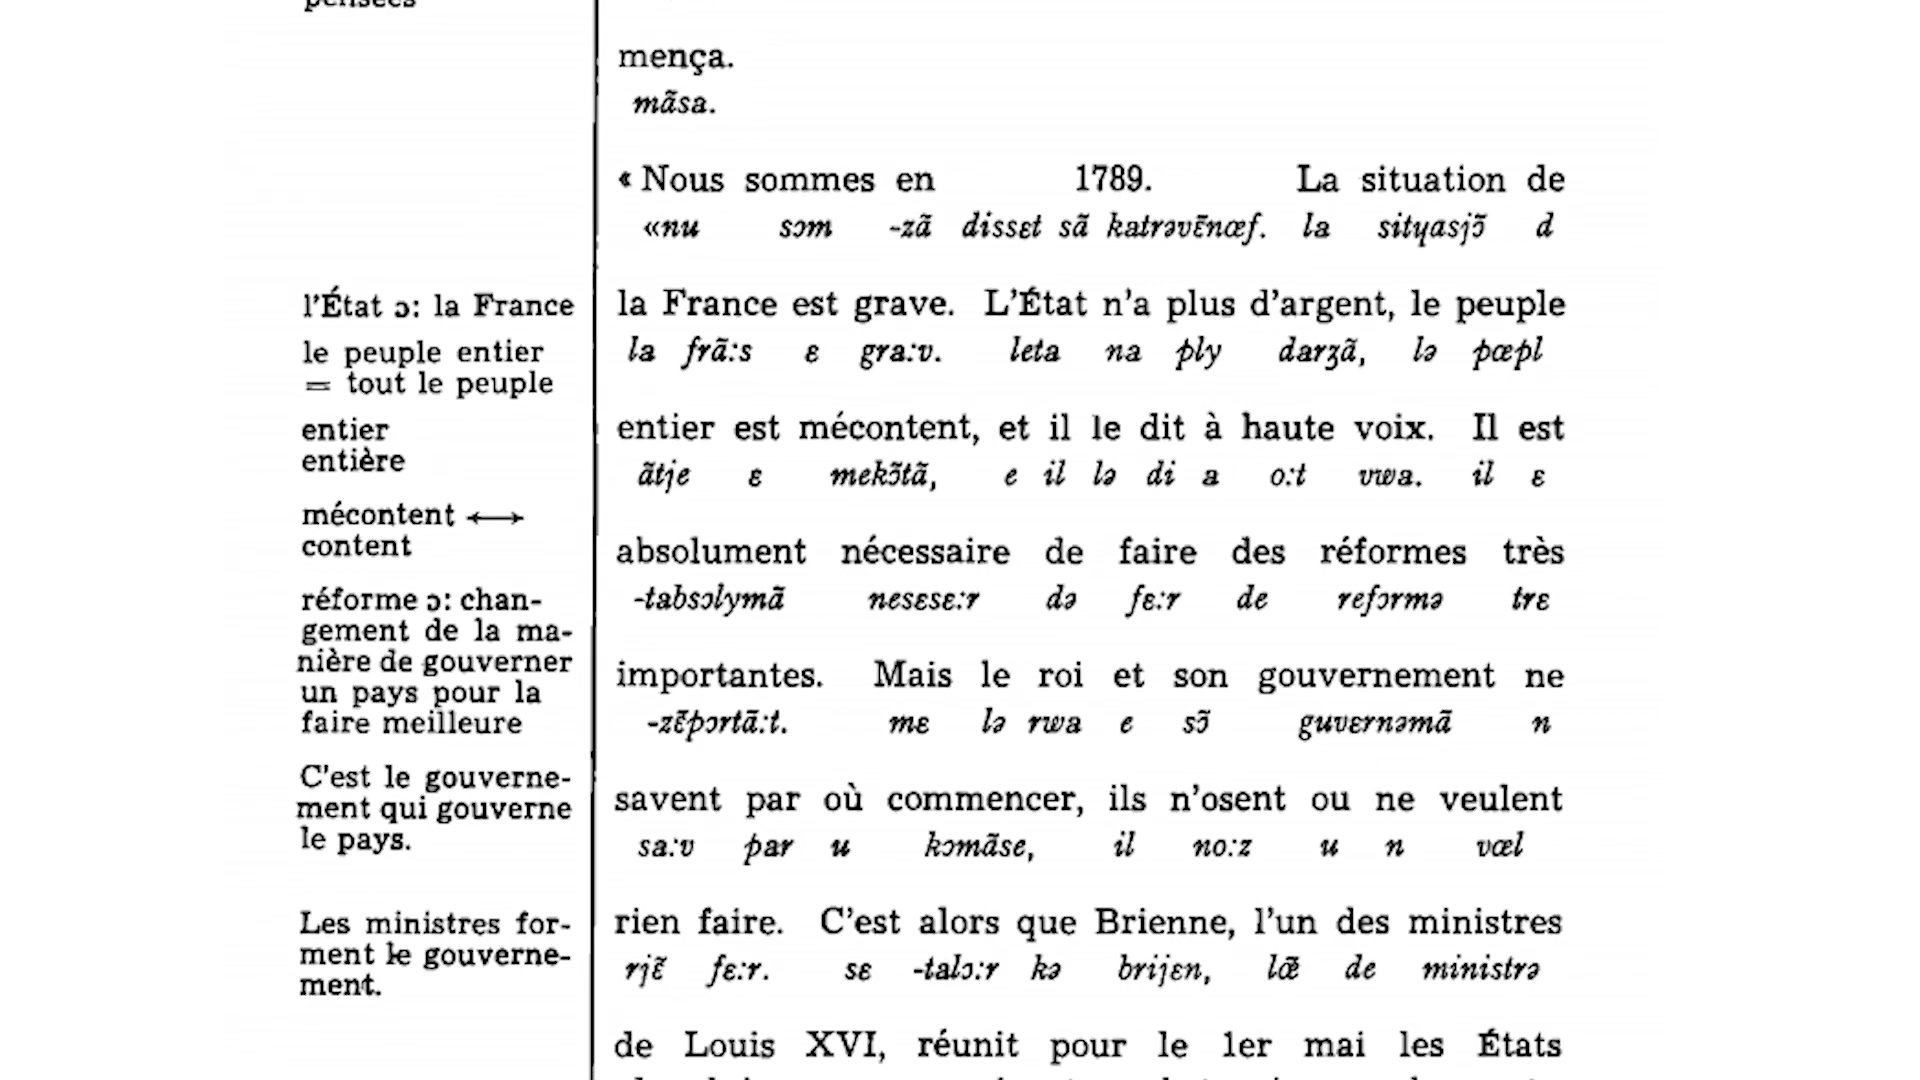 pensées
l'État ɔ: la France
le peuple entier
= tout le peuple
entier
entière
mécontent ⟷
content
réforme ɔ: chan-
gement de la ma-
nière de gouverner
un pays pour la
faire meilleure
C'est le gouverne-
ment qui gouverne
le pays.
Les ministres for-
ment le gouverne-
ment.
mença.
mãsa.
« Nous sommes en 1789. La situation de
«nu sɔm -zã dissɛt sã katrəvɛ̃nœf. la sitɥasjɔ̃ d
la France est grave. L'État n'a plus d'argent, le peuple
la frã:s ɛ gra:v. leta na ply darʒã, lə pœpl
entier est mécontent, et il le dit à haute voix. Il est
ãtje ɛ mekɔ̃tã, e il lə di a o:t vwa. il ɛ
absolument nécessaire de faire des réformes très
-tabsɔlymã nesɛsɛ:r də fɛ:r de refɔrmə trɛ
importantes. Mais le roi et son gouvernement ne
-zɛ̃pɔrtã:t. mɛ lə rwa e sɔ̃ guvɛrnəmã n
savent par où commencer, ils n'osent ou ne veulent
sa:v par u kɔmãse, il no:z u n vœl
rien faire. C'est alors que Brienne, l'un des ministres
rjɛ̃ fɛ:r. sɛ -talɔ:r kə brijɛn, lœ̃ de ministrə
de Louis XVI, réunit pour le 1er mai les États